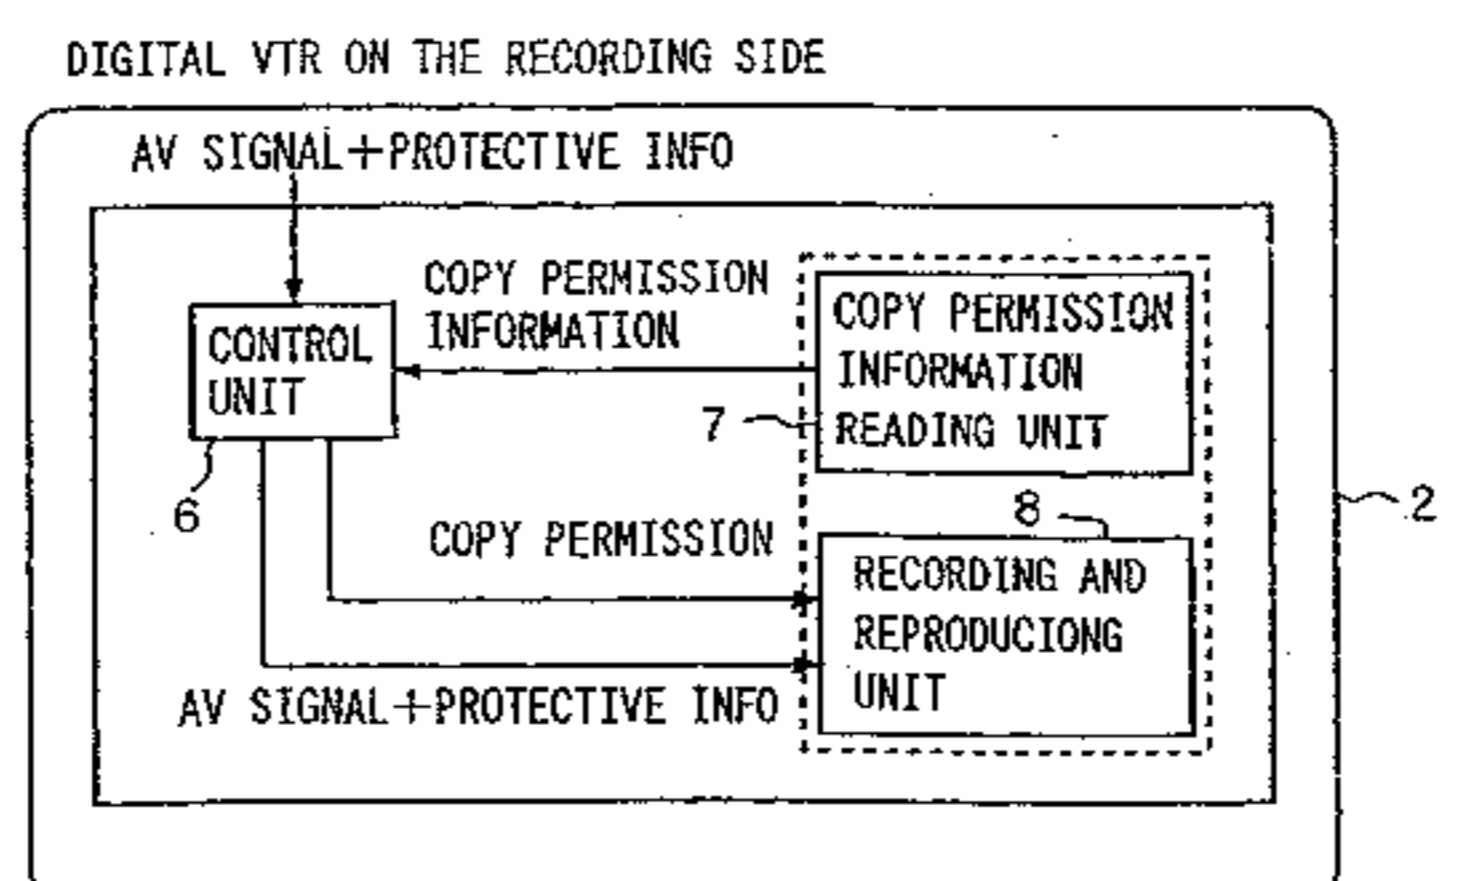 DIGITAL VTR ON THE RECORDING SIDE
AV SIGNAL+PROTECTIVE INFO
COPY PERMISSION
INFORMATION
CONTROL
UNIT
6
COPY PERMISSION
INFORMATION
READING UNIT
7
2
8
COPY PERMISSION
RECORDING AND
REPRODUCIONG
UNIT
AV SIGNAL+PROTECTIVE INFO